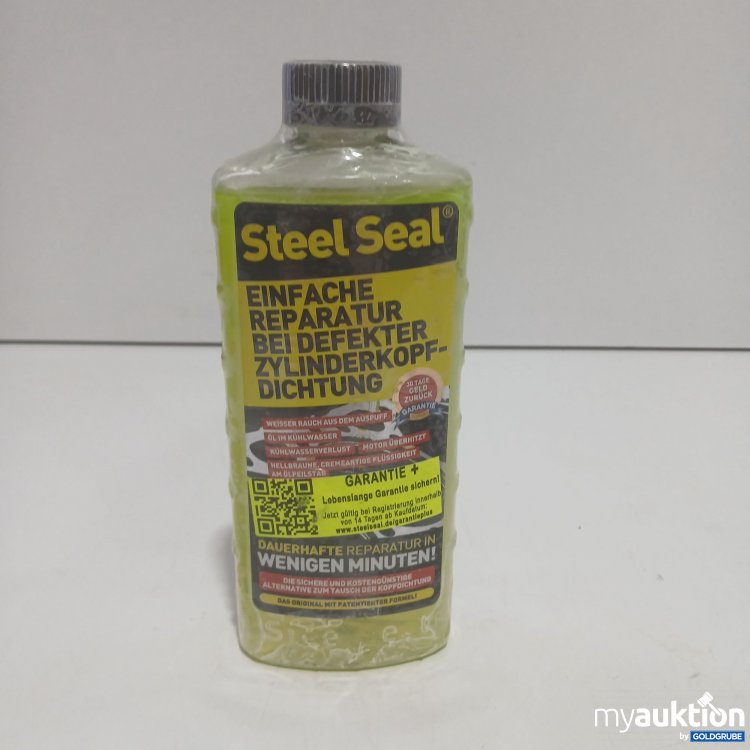 Steel Seal®
EINFACHE
REPARATUR
BEI DEFEKTER
ZYLINDERKOPF-
DICHTUNG
30 TAGE
GELD
ZURÜCK
GARANTIE
WEISSER RAUCH AUS DEM AUSPUFF
ÖL IM KÜHLWASSER
KÜHLWASSERVERLUST
MOTOR ÜBERHITZT
HELLBRAUNE, CREMEARTIGE FLÜSSIGKEIT
AM ÖLPEILSTAB
GARANTIE +
Lebenslange Garantie sichern!
Jetzt gültig bei Registrierung innerhalb
von 14 Tagen ab Kaufdatum:
www.steelseal.de/garantieplus
DAUERHAFTE REPARATUR IN
WENIGEN MINUTEN!
DIE SICHERE UND KOSTENGÜNSTIGE
ALTERNATIVE ZUM TAUSCH DER KOPFDICHTUNG
DAS ORIGINAL MIT PATENTIERTER FORMEL!
myauktion
by GOLDGRUBE